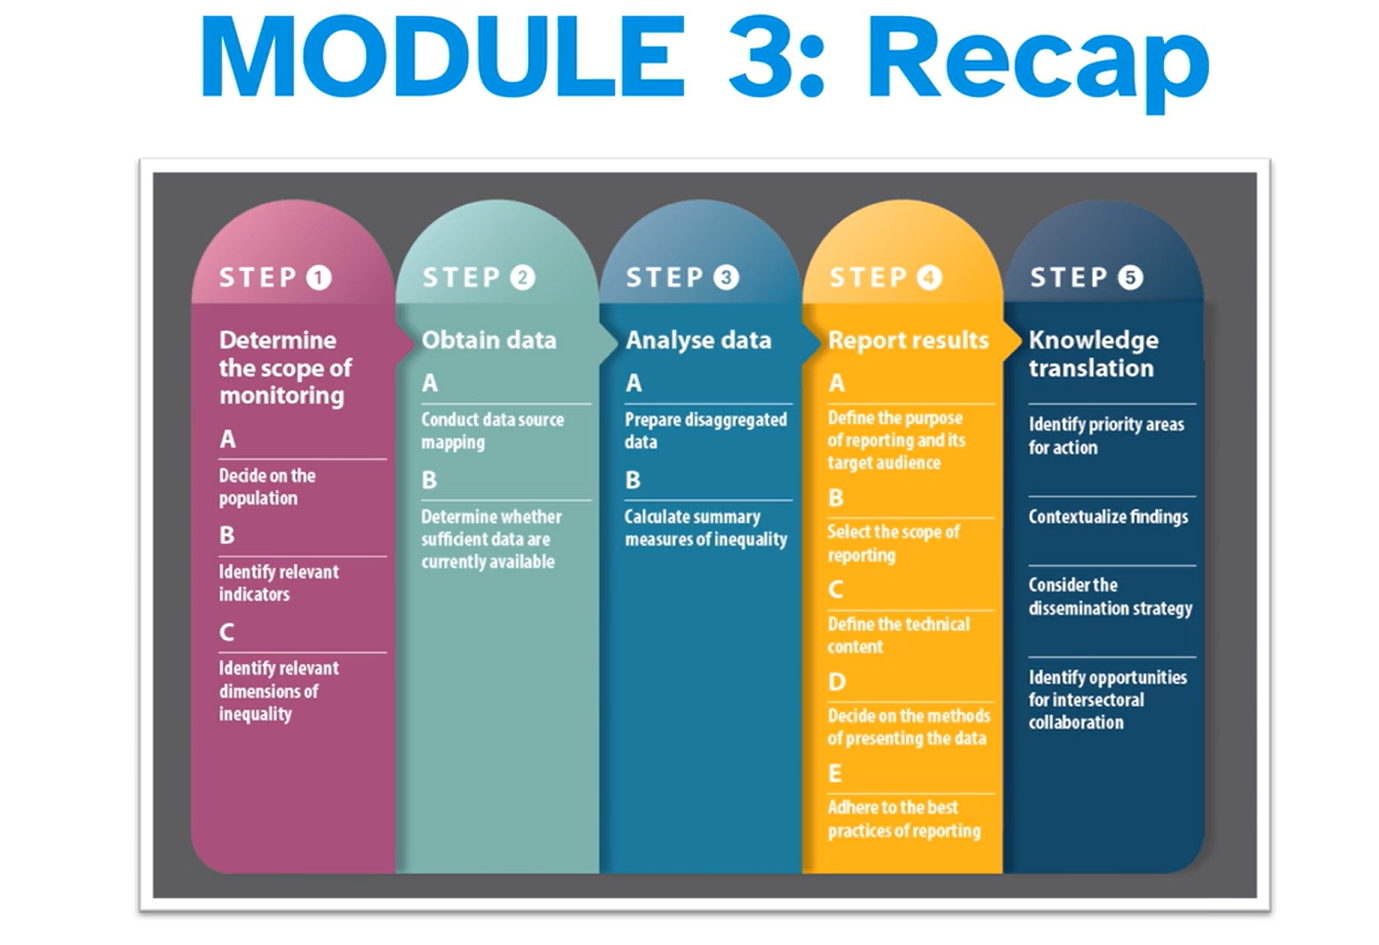 MODULE 3: Recap
STEP 1
Determine
the scope of
monitoring
A
Decide on the
population
B
Identify relevant
indicators
C
Identify relevant
dimensions of
inequality
STEP 2
Obtain data
A
Conduct data source
mapping
B
Determine whether
sufficient data are
currently available
STEP 3
Analyse data
A
Prepare disaggregated
data
B
Calculate summary
measures of inequality
STEP 4
Report results
A
Define the purpose
of reporting and its
target audience
B
Select the scope of
reporting
C
Define the technical
content
D
Decide on the methods
of presenting the data
E
Adhere to the best
practices of reporting
STEP 5
Knowledge
translation
Identify priority areas
for action
Contextualize findings
Consider the
dissemination strategy
Identify opportunities
for intersectoral
collaboration